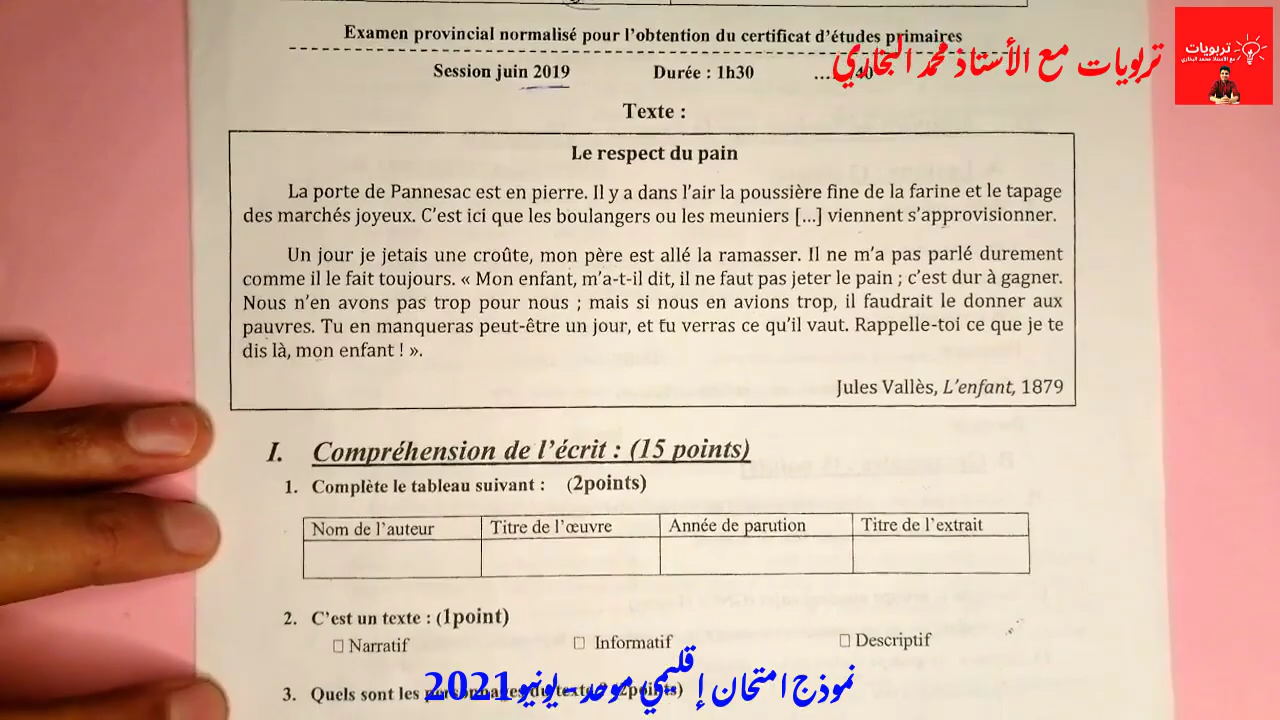 Examen provincial normalisé pour l'obtention du certificat d'études primaires
Session juin 2019 Durée : 1h30 ..../40
تربويات مع الأستاذ محمد البخاري
تربويات
مع الأستاذ محمد البخاري
Texte :
Le respect du pain
La porte de Pannesac est en pierre. Il y a dans l'air la poussière fine de la farine et le tapage
des marchés joyeux. C'est ici que les boulangers ou les meuniers [...] viennent s'approvisionner.
Un jour je jetais une croûte, mon père est allé la ramasser. Il ne m'a pas parlé durement
comme il le fait toujours. « Mon enfant, m'a-t-il dit, il ne faut pas jeter le pain ; c'est dur à gagner.
Nous n'en avons pas trop pour nous ; mais si nous en avions trop, il faudrait le donner aux
pauvres. Tu en manqueras peut-être un jour, et tu verras ce qu'il vaut. Rappelle-toi ce que je te
dis là, mon enfant ! ».
Jules Vallès, L'enfant, 1879
I. Compréhension de l'écrit : (15 points)
1. Complète le tableau suivant : (2points)
Nom de l'auteur Titre de l'œuvre Année de parution Titre de l'extrait
2. C'est un texte : (1point)
□ Narratif □ Informatif □ Descriptif
3. Quels sont les personnages du texte ? (2points)
نموذج امتحان إقليمي موحد - يونيو 2021